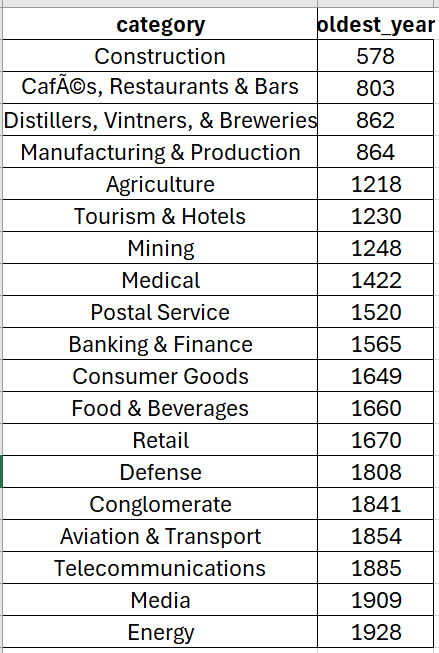 category oldest_year
Construction 578
CafÃ©s, Restaurants & Bars 803
Distillers, Vintners, & Breweries 862
Manufacturing & Production 864
Agriculture 1218
Tourism & Hotels 1230
Mining 1248
Medical 1422
Postal Service 1520
Banking & Finance 1565
Consumer Goods 1649
Food & Beverages 1660
Retail 1670
Defense 1808
Conglomerate 1841
Aviation & Transport 1854
Telecommunications 1885
Media 1909
Energy 1928